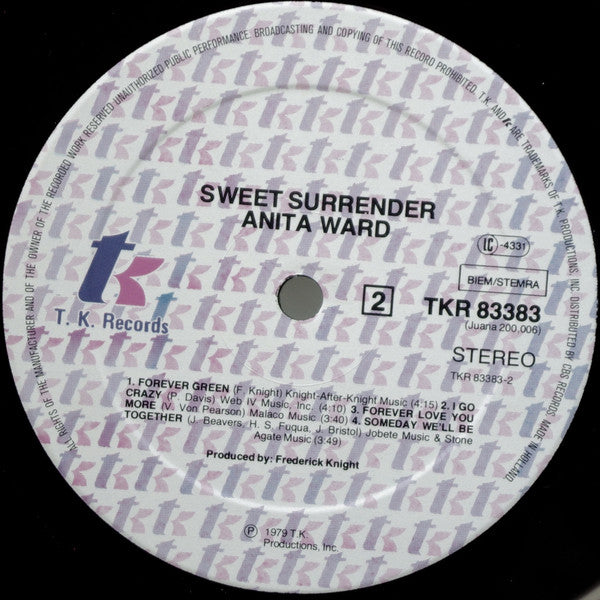 ALL RIGHTS OF THE MANUFACTURER AND OF THE OWNER OF THE RECORDED WORK RESERVED UNAUTHORIZED PUBLIC PERFORMANCE, BROADCASTING AND COPYING OF THIS RECORD PROHIBITED. T.K. AND tk ARE TRADEMARKS OF T.K. PRODUCTIONS, INC. DISTRIBUTED BY CBS RECORDS. MADE IN HOLLAND.
SWEET SURRENDER
ANITA WARD
LC -4331
BIEM/STEMRA
tk
T. K. Records
2
TKR 83383
(Juana 200,006)
STEREO
TKR 83383-2
1. FOREVER GREEN (F. Knight) Knight-After-Knight Music (4:15) 2. I GO
CRAZY (P. Davis) Web IV Music, Inc. (4:10) 3. FOREVER LOVE YOU
MORE (V. Von Pearson) Malaco Music (3:30) 4. SOMEDAY WE'LL BE
TOGETHER (J. Beavers, H. S. Fuqua, J. Bristol) Jobete Music & Stone
Agate Music (3:49)
Produced by: Frederick Knight
℗ 1979 T.K.
Productions, Inc.